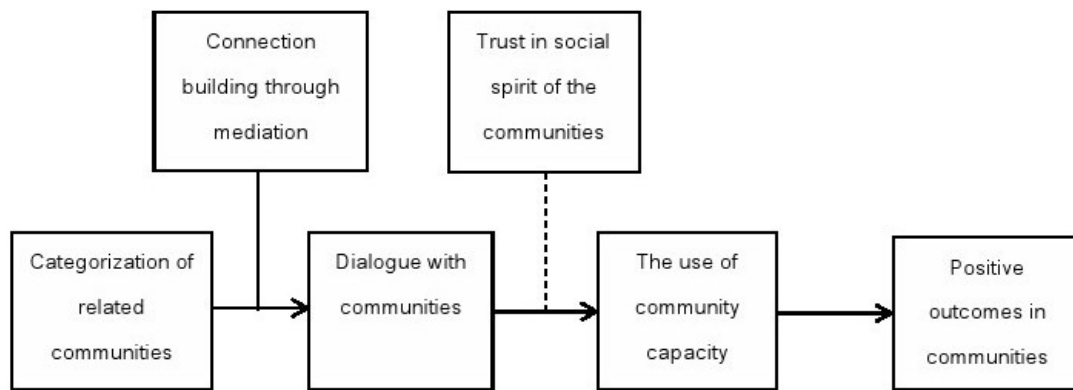 Connection
building through
mediation
Trust in social
spirit of the
communities
Categorization of
related
communities
Dialogue with
communities
The use of
community
capacity
Positive
outcomes in
communities